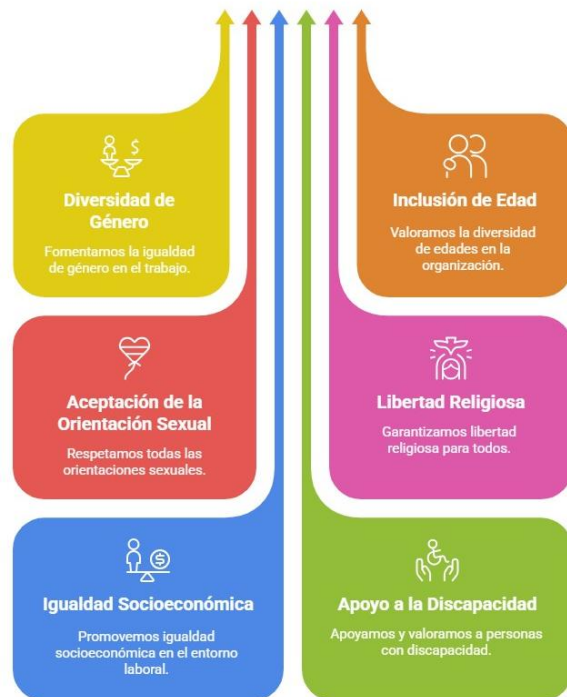 $
Diversidad de
Género
Fomentamos la igualdad
de género en el trabajo.
Inclusión de Edad
Valoramos la diversidad
de edades en la
organización.
Aceptación de la
Orientación Sexual
Respetamos todas las
orientaciones sexuales.
Libertad Religiosa
Garantizamos libertad
religiosa para todos.
$
Igualdad Socioeconómica
Promovemos igualdad
socioeconómica en el entorno
laboral.
Apoyo a la Discapacidad
Apoyamos y valoramos a personas
con discapacidad.